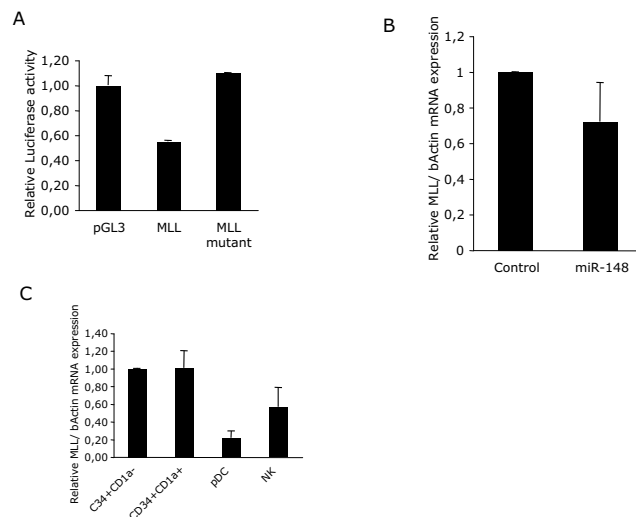 A
Relative Luciferase activity
1,20
1,00
0,80
0,60
0,40
0,20
0,00
pGL3
MLL
MLL
mutant
B
Relative MLL/ bActin mRNA expression
1,2
1
0,8
0,6
0,4
0,2
0
Control
miR-148
C
Relative MLL/ bActin mRNA expression
1,40
1,20
1,00
0,80
0,60
0,40
0,20
0,00
C34+CD1a-
CD34+CD1a+
pDC
NK